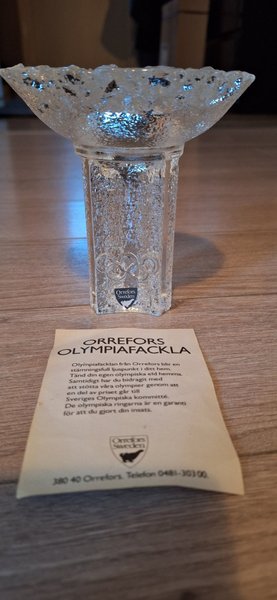 Orrefors
Sweden
ORREFORS
OLYMPIAFACKLA
Olympiafacklan från Orrefors blir en
stämningsfull ljuspunkt i ditt hem.
Tänd din egen olympiska eld hemma.
Samtidigt har du bidragit med
att stötta våra olympier genom att
en del av priset går till
Sveriges Olympiska kommitté.
De olympiska ringarna är en garanti
för att du gjort din insats.
Orrefors
Sweden
380 40 Orrefors. Telefon 0481-303 00.